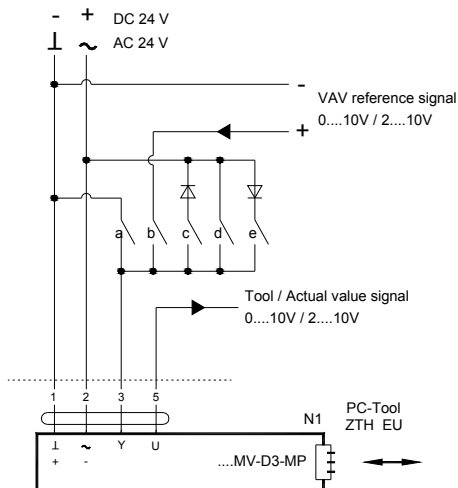 - + DC 24 V
⊥ ~ AC 24 V
-
VAV reference signal
+ 0....10V / 2....10V
a b c d e
Tool / Actual value signal
0....10V / 2....10V
1 2 3 5
N1
PC-Tool
ZTH EU
⊥ ~ Y U
+ -
....MV-D3-MP